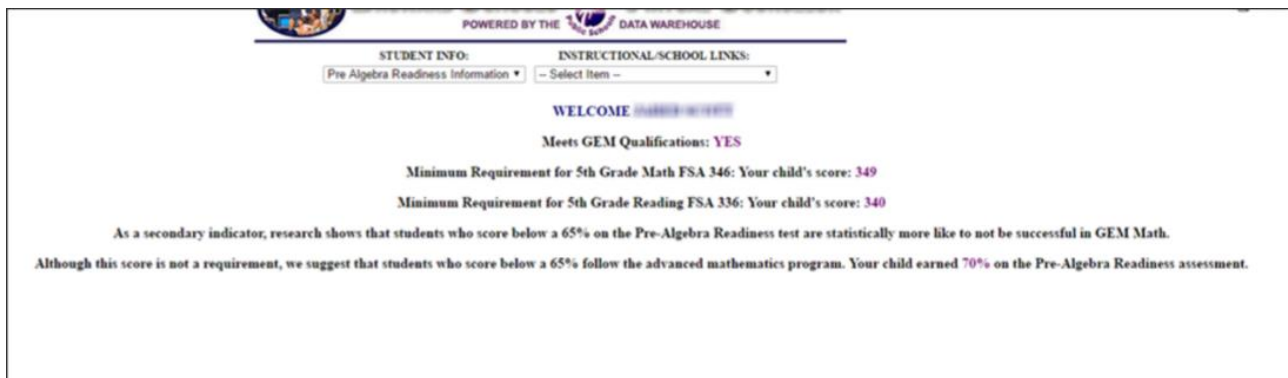 POWERED BY THE Public Schools DATA WAREHOUSE
STUDENT INFO: INSTRUCTIONAL/SCHOOL LINKS:
Pre Algebra Readiness Information -- Select Item --
WELCOME
Meets GEM Qualifications: YES
Minimum Requirement for 5th Grade Math FSA 346: Your child's score: 349
Minimum Requirement for 5th Grade Reading FSA 336: Your child's score: 340
As a secondary indicator, research shows that students who score below a 65% on the Pre-Algebra Readiness test are statistically more like to not be successful in GEM Math.
Although this score is not a requirement, we suggest that students who score below a 65% follow the advanced mathematics program. Your child earned 70% on the Pre-Algebra Readiness assessment.